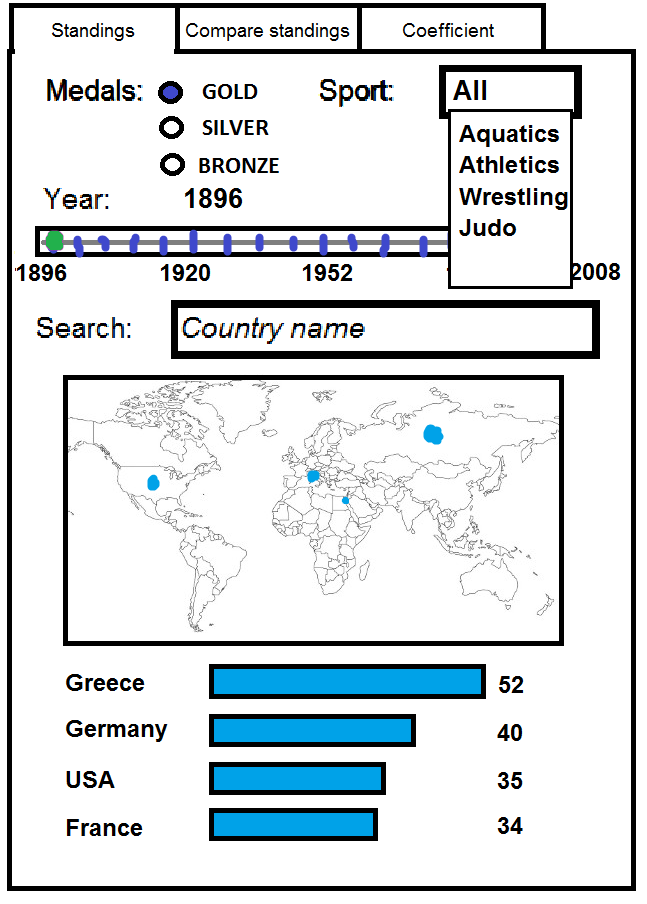 Standings Compare standings Coefficient
Medals: GOLD Sport: All
SILVER
BRONZE
Aquatics
Athletics
Wrestling
Judo
Year: 1896
1896 1920 1952 2008
Search: Country name
Greece 52
Germany 40
USA 35
France 34